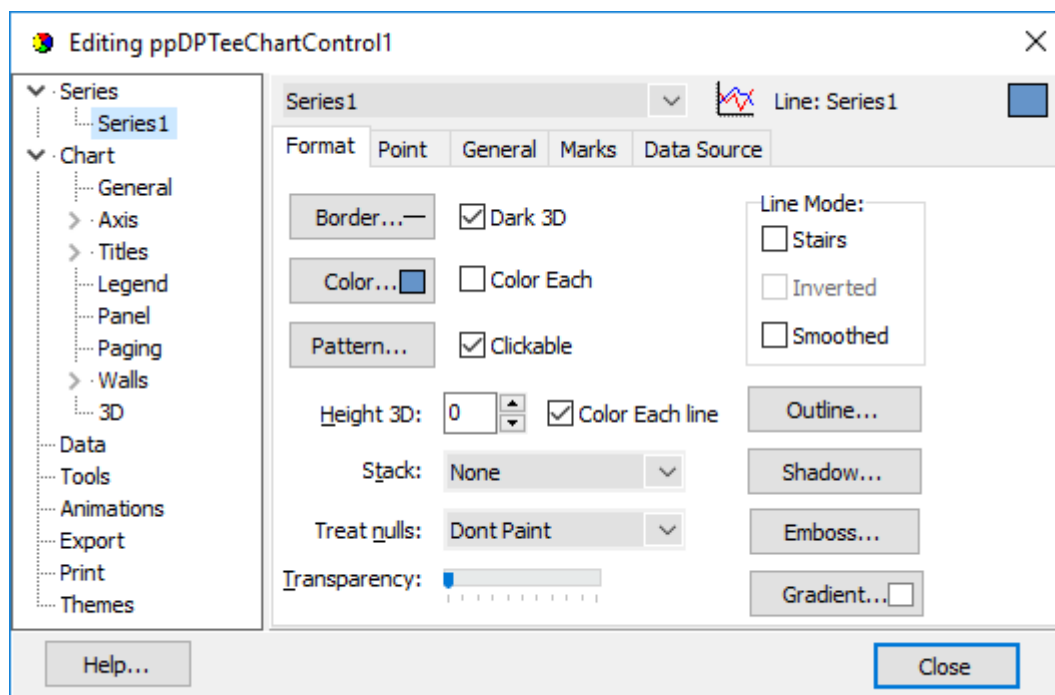 Editing ppDPTeeChartControl1
Series
Series1
Chart
General
Axis
Titles
Legend
Panel
Paging
Walls
3D
Data
Tools
Animations
Export
Print
Themes
Series1
Line: Series1
Format Point General Marks Data Source
Border... Dark 3D
Color... Color Each
Pattern... Clickable
Height 3D: 0 Color Each line
Stack: None
Treat nulls: Dont Paint
Transparency:
Line Mode:
Stairs
Inverted
Smoothed
Outline...
Shadow...
Emboss...
Gradient...
Help...
Close